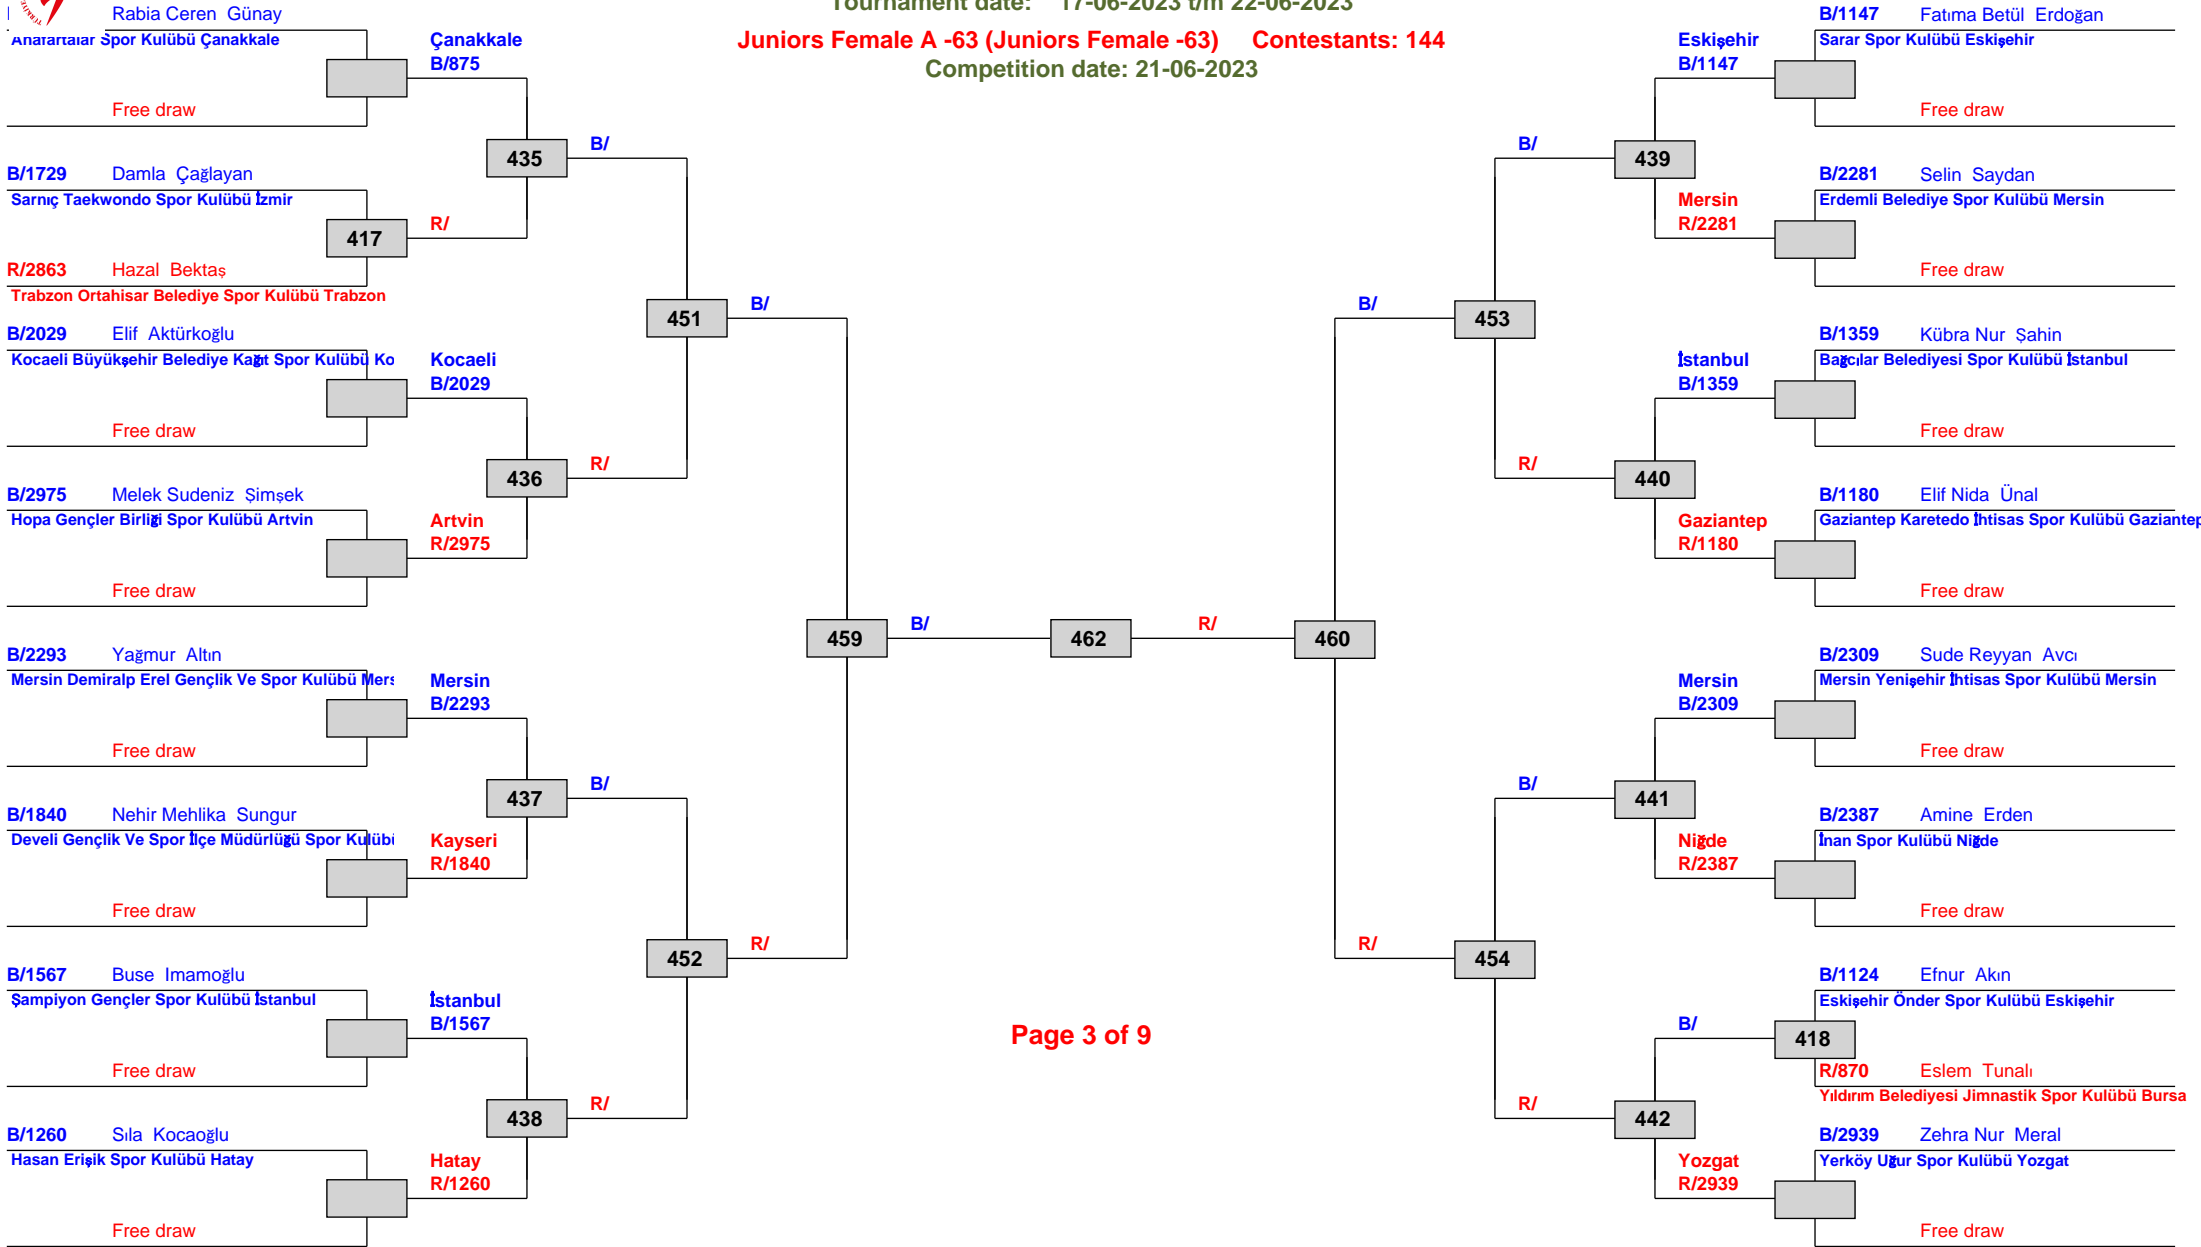 Tournament date: 17-06-2023 t/m 22-06-2023
Juniors Female A -63 (Juniors Female -63) Contestants: 144
Competition date: 21-06-2023
Rabia Ceren Günay
Anafartalar Spor Kulübü Çanakkale
Free draw
B/1729 Damla Çağlayan
Sarnıç Taekwondo Spor Kulübü İzmir
417
R/2863 Hazal Bektaş
Trabzon Ortahisar Belediye Spor Kulübü Trabzon
B/2029 Elif Aktürkoğlu
Kocaeli Büyükşehir Belediye Kağıt Spor Kulübü Ko
Free draw
B/2975 Melek Sudeniz Şimşek
Hopa Gençler Birliği Spor Kulübü Artvin
Free draw
B/2293 Yağmur Altın
Mersin Demiralp Erel Gençlik Ve Spor Kulübü Mers
Free draw
B/1840 Nehir Mehlika Sungur
Develi Gençlik Ve Spor İlçe Müdürlüğü Spor Kulübü
Free draw
B/1567 Buse Imamoğlu
Şampiyon Gençler Spor Kulübü İstanbul
Free draw
B/1260 Sıla Kocaoğlu
Hasan Erişik Spor Kulübü Hatay
Free draw
Çanakkale
B/875
435
R/
Kocaeli
B/2029
436
Artvin
R/2975
Mersin
B/2293
437
Kayseri
R/1840
İstanbul
B/1567
438
Hatay
R/1260
B/
451
R/
B/
452
R/
B/
459
R/
B/
462
R/
Page 3 of 9
B/
460
R/
B/
453
R/
B/
454
R/
Eskişehir
B/1147
439
Mersin
R/2281
İstanbul
B/1359
440
Gaziantep
R/1180
Mersin
B/2309
441
Niğde
R/2387
B/
442
Yozgat
R/2939
B/1147 Fatıma Betül Erdoğan
Sarar Spor Kulübü Eskişehir
Free draw
B/2281 Selin Saydan
Erdemli Belediye Spor Kulübü Mersin
Free draw
B/1359 Kübra Nur Şahin
Bağcılar Belediyesi Spor Kulübü İstanbul
Free draw
B/1180 Elif Nida Ünal
Gaziantep Karetedo İhtisas Spor Kulübü Gaziantep
Free draw
B/2309 Sude Reyyan Avcı
Mersin Yenişehir İhtisas Spor Kulübü Mersin
Free draw
B/2387 Amine Erden
İnan Spor Kulübü Niğde
Free draw
B/1124 Efnur Akın
Eskişehir Önder Spor Kulübü Eskişehir
418
R/870 Eslem Tunalı
Yıldırım Belediyesi Jimnastik Spor Kulübü Bursa
B/2939 Zehra Nur Meral
Yerköy Uğur Spor Kulübü Yozgat
Free draw